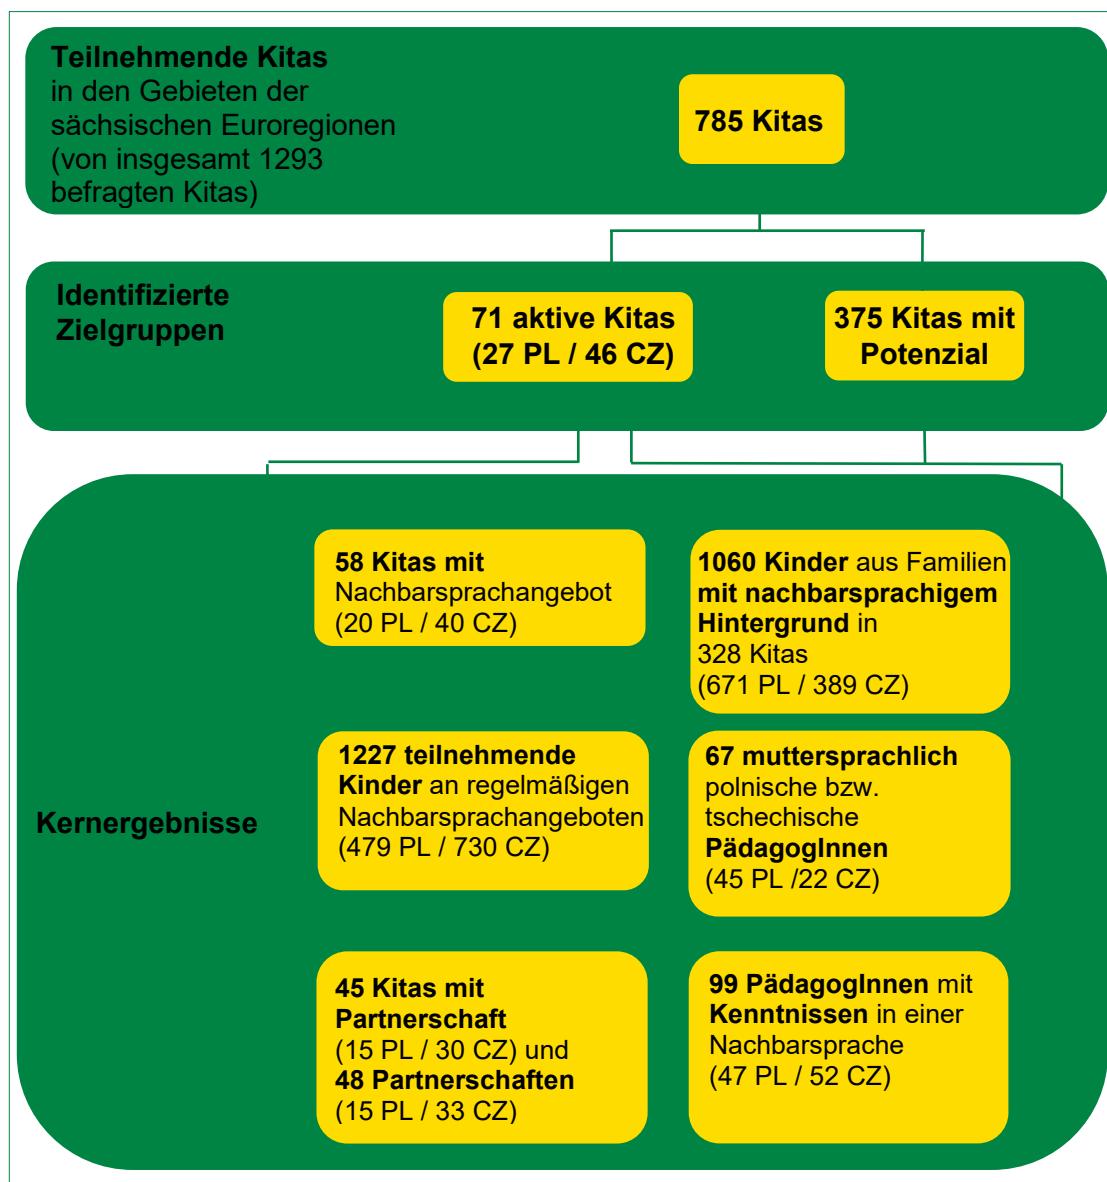 Teilnehmende Kitas
in den Gebieten der
sächsischen Euroregionen
(von insgesamt 1293
befragten Kitas)
785 Kitas
Identifizierte
Zielgruppen
71 aktive Kitas
(27 PL / 46 CZ)
375 Kitas mit
Potenzial
Kernergebnisse
58 Kitas mit
Nachbarsprachangebot
(20 PL / 40 CZ)
1060 Kinder aus Familien
mit nachbarsprachigem
Hintergrund in
328 Kitas
(671 PL / 389 CZ)
1227 teilnehmende
Kinder an regelmäßigen
Nachbarsprachangeboten
(479 PL / 730 CZ)
67 muttersprachlich
polnische bzw.
tschechische
PädagogInnen
(45 PL /22 CZ)
45 Kitas mit
Partnerschaft
(15 PL / 30 CZ) und
48 Partnerschaften
(15 PL / 33 CZ)
99 PädagogInnen mit
Kenntnissen in einer
Nachbarsprache
(47 PL / 52 CZ)